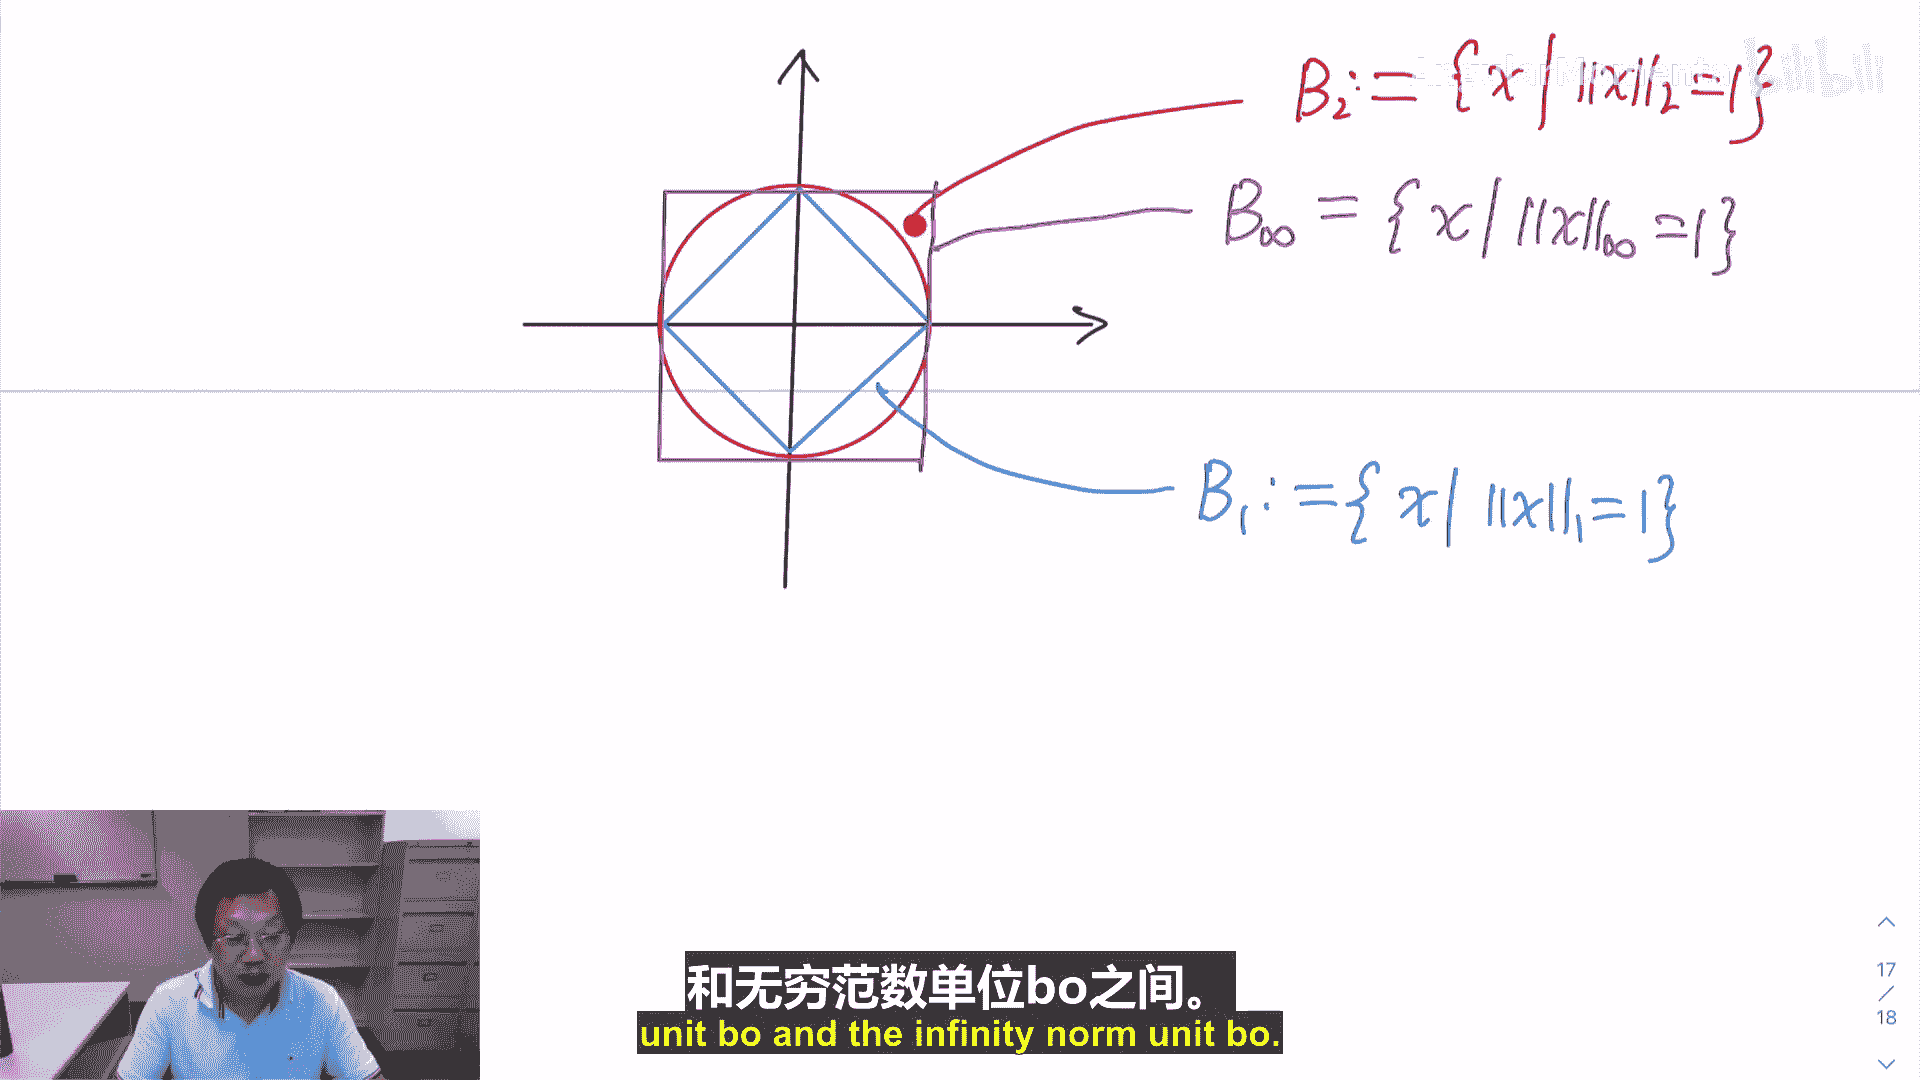 B₂ := {x | ||x||₂ = 1}
bilibili
B∞ = {x | ||x||∞ = 1}
B₁ := {x | ||x||₁ = 1}
17
/
18
和无穷范数单位bo之间。
unit bo and the infinity norm unit bo.